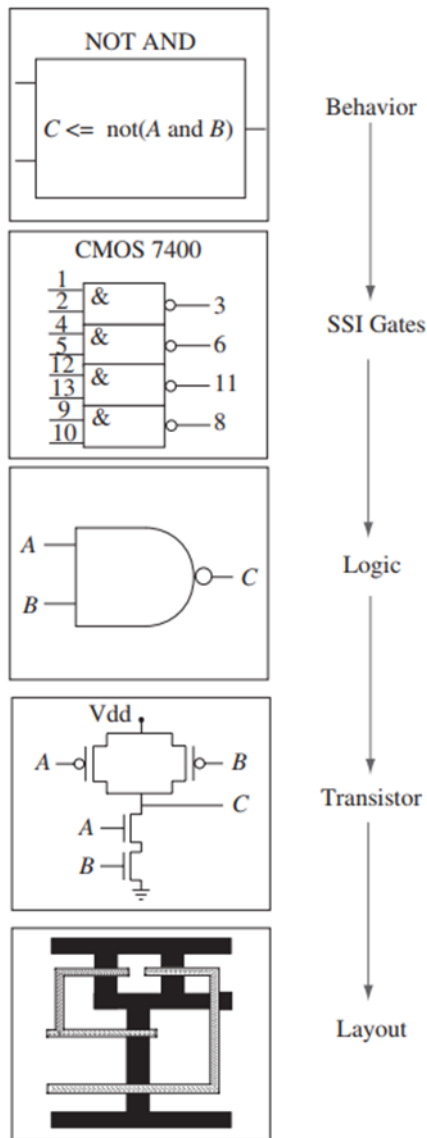 NOT AND
C <= not(A and B)
Behavior
CMOS 7400
1
&
2
3
4
&
5
6
12
&
13
11
9
&
10
8
SSI Gates
A
B
C
Logic
Vdd
A
B
C
A
B
Transistor
Layout